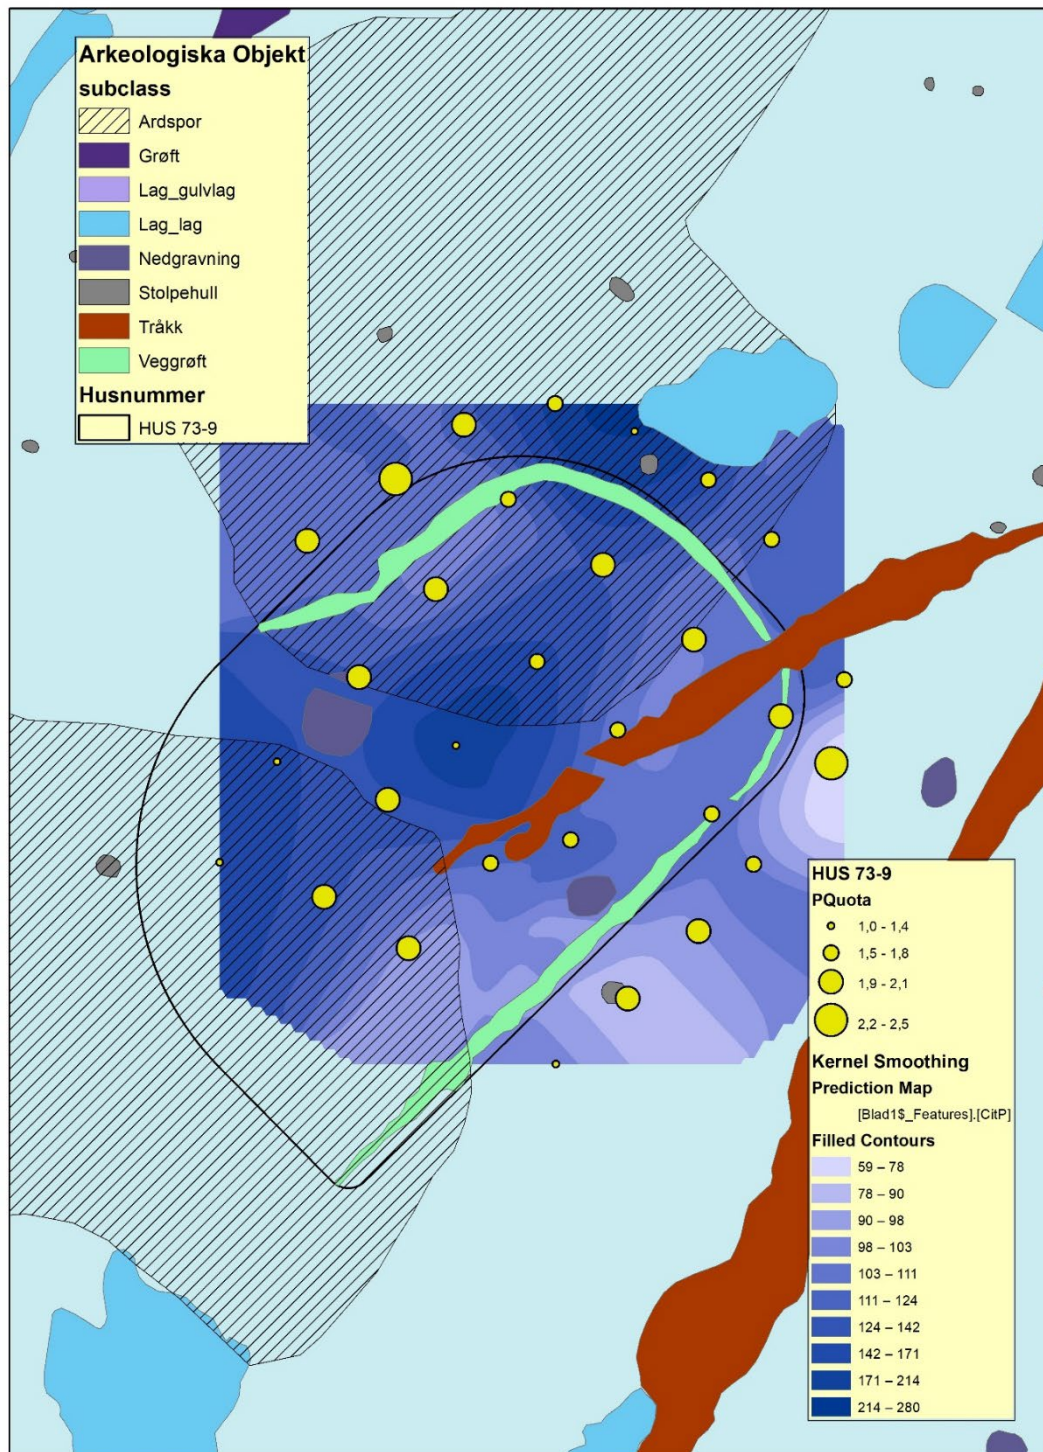 Arkeologiska Objekt
subclass
Ardspor
Grøft
Lag_gulvlag
Lag_lag
Nedgravning
Stolpehull
Tråkk
Veggrøft
Husnummer
HUS 73-9
HUS 73-9
PQuota
1,0 - 1,4
1,5 - 1,8
1,9 - 2,1
2,2 - 2,5
Kernel Smoothing
Prediction Map
[Blad1$_Features].[CitP]
Filled Contours
59 – 78
78 – 90
90 – 98
98 – 103
103 – 111
111 – 124
124 – 142
142 – 171
171 – 214
214 – 280